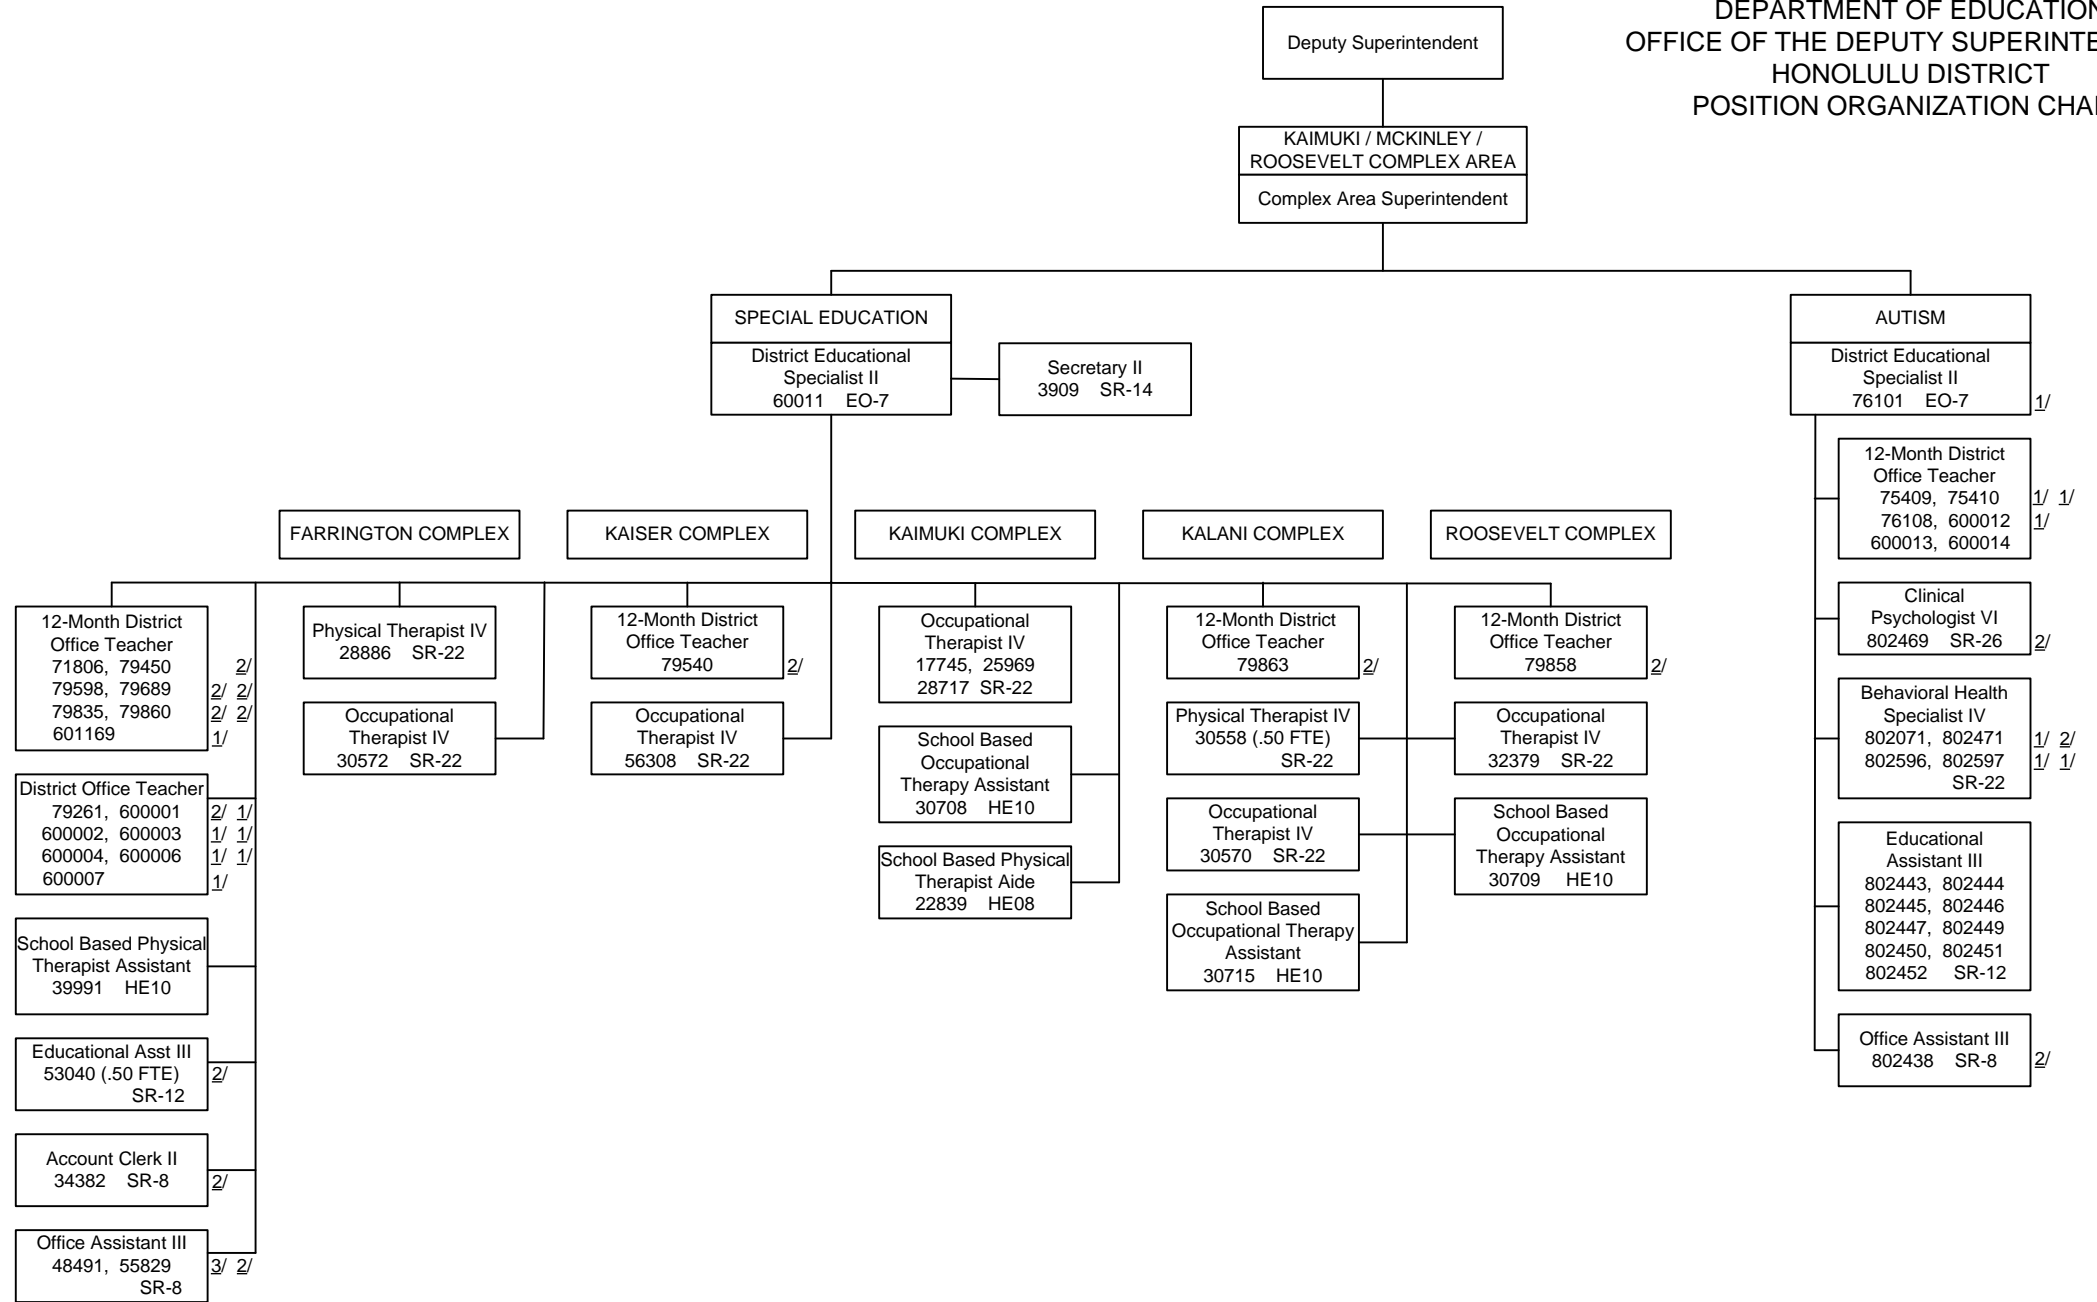 DEPARTMENT OF EDUCATION
OFFICE OF THE DEPUTY
HONOLULU DISTRICT
POSITION ORGANIZATION
Deputy Superintendent
KAIMUKI / MCKINLEY /
ROOSEVELT COMPLEX AREA
Complex Area Superintendent
SPECIAL EDUCATION
District Educational
Specialist II
60011 EO-7
Secretary II
3909 SR-14
AUTISM
District Educational
Specialist II
76101 EO-7 1/
FARRINGTON COMPLEX
KAISER COMPLEX
KAIMUKI COMPLEX
KALANI COMPLEX
ROOSEVELT COMPLEX
12-Month District
Office Teacher
71806, 79450 2/
79598, 79689 2/ 2/
79835, 79860 2/ 2/
601169 1/
District Office Teacher
79261, 600001 2/ 1/
600002, 600003 1/ 1/
600004, 600006 1/ 1/
600007 1/
School Based Physical
Therapist Assistant
39991 HE10
Educational Asst III
53040 (.50 FTE) 2/
SR-12
Account Clerk II
34382 SR-8 2/
Office Assistant III
48491, 55829 3/ 2/
SR-8
Physical Therapist IV
28886 SR-22
Occupational
Therapist IV
30572 SR-22
12-Month District
Office Teacher
79540 2/
Occupational
Therapist IV
56308 SR-22
Occupational
Therapist IV
17745, 25969
28717 SR-22
School Based
Occupational
Therapy Assistant
30708 HE10
School Based Physical
Therapist Aide
22839 HE08
12-Month District
Office Teacher
79863 2/
Physical Therapist IV
30558 (.50 FTE)
SR-22
Occupational
Therapist IV
30570 SR-22
School Based
Occupational Therapy
Assistant
30715 HE10
12-Month District
Office Teacher
79858 2/
Occupational
Therapist IV
32379 SR-22
School Based
Occupational
Therapy Assistant
30709 HE10
12-Month District
Office Teacher
75409, 75410 1/ 1/
76108, 600012 1/
600013, 600014
Clinical
Psychologist VI
802469 SR-26 2/
Behavioral Health
Specialist IV
802071, 802471 1/ 2/
802596, 802597 1/ 1/
SR-22
Educational
Assistant III
802443, 802444
802445, 802446
802447, 802449
802450, 802451
802452 SR-12
Office Assistant III
802438 SR-8 2/